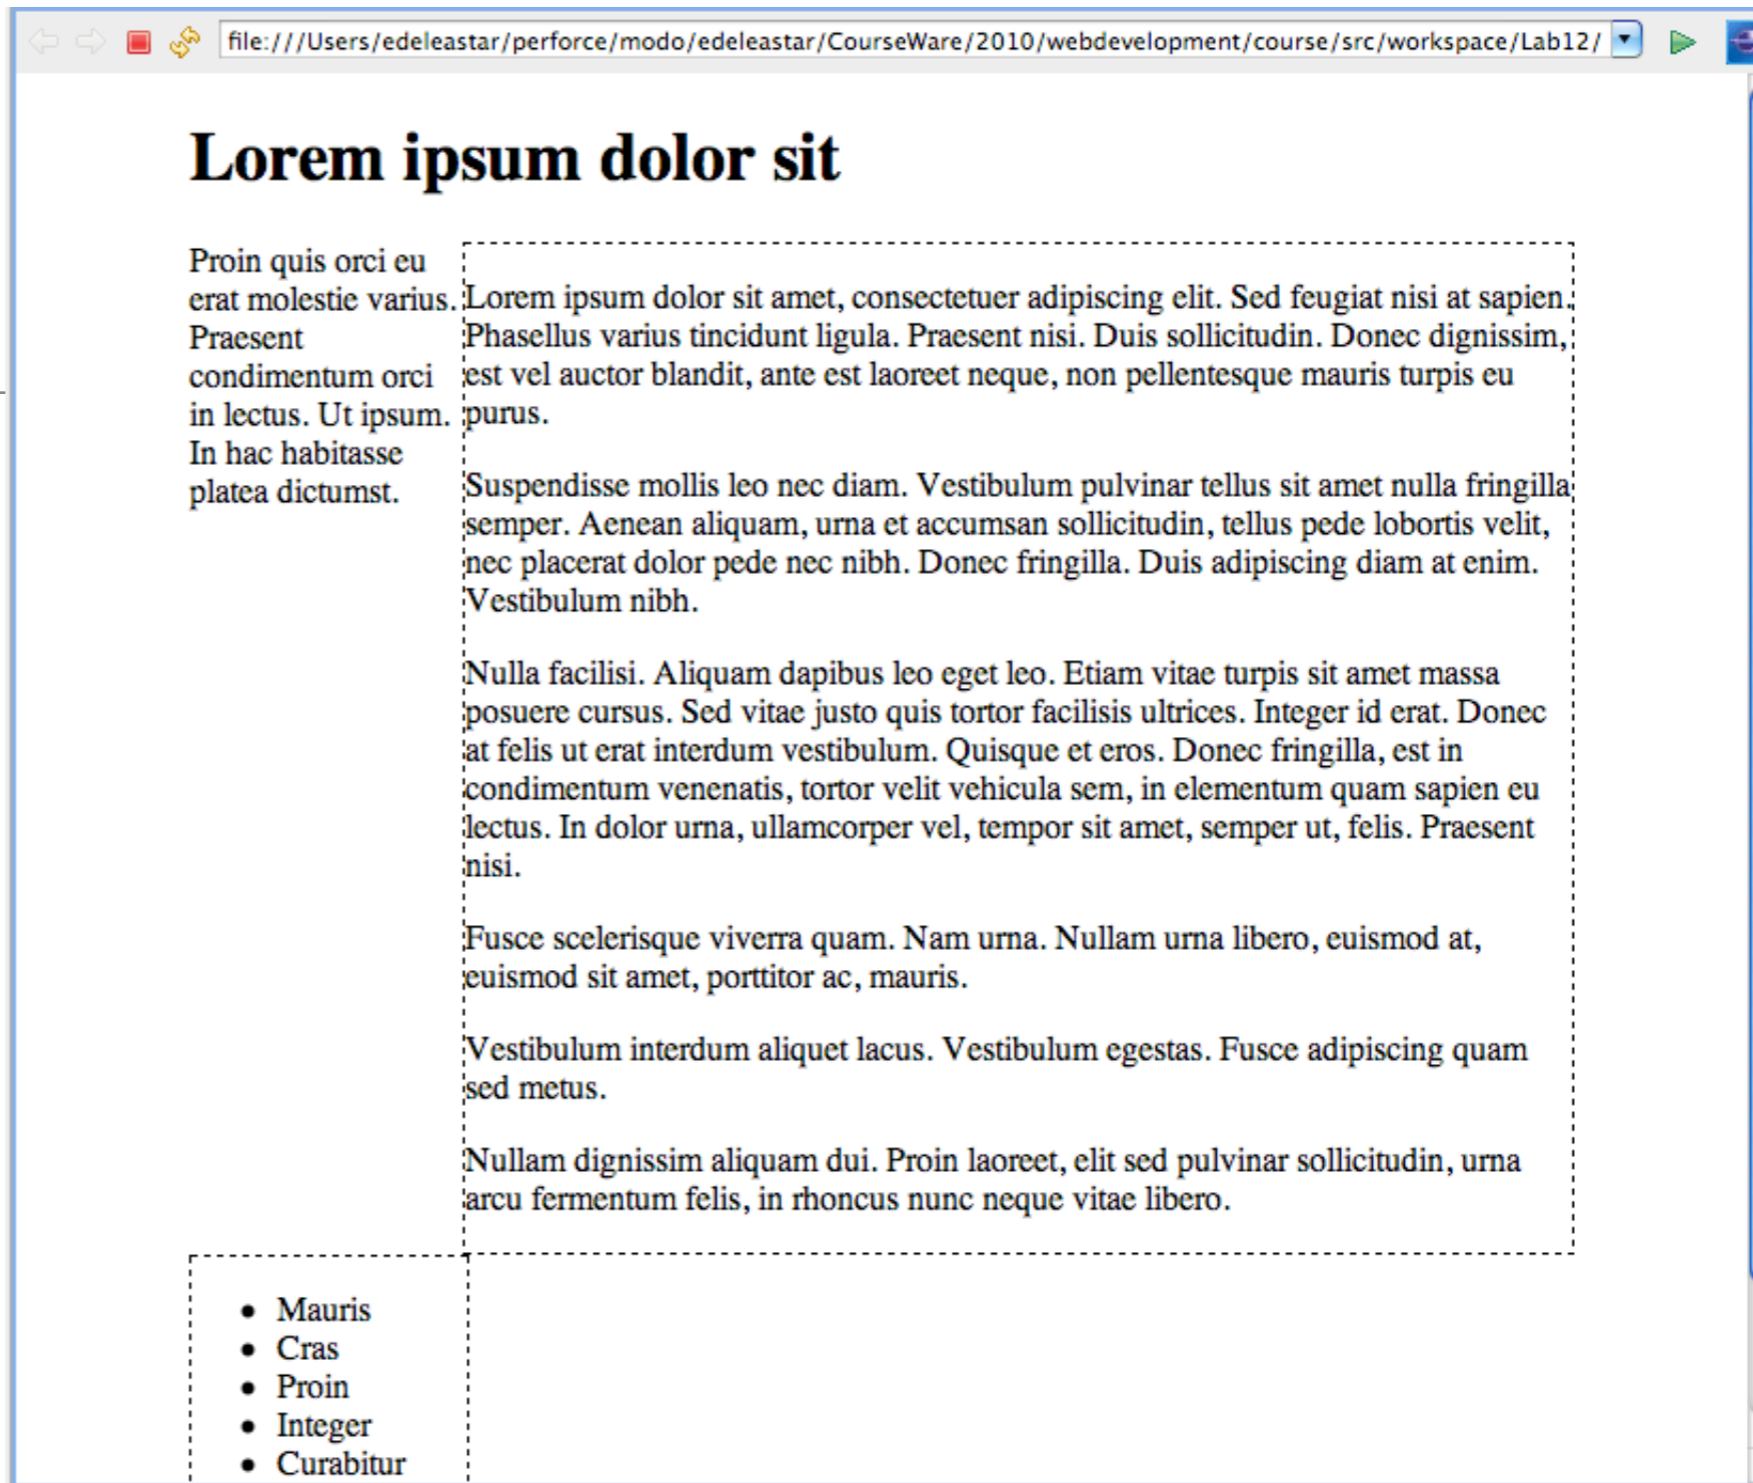 file:///Users/edeleastar/perforce/modo/edeleastar/CourseWare/2010/webdevelopment/course/src/workspace/Lab12/
Lorem ipsum dolor sit
Proin quis orci eu
erat molestie varius.
Praesent
condimentum orci
in lectus. Ut ipsum.
In hac habitasse
platea dictumst.
Lorem ipsum dolor sit amet, consectetuer adipiscing elit. Sed feugiat nisi at sapien.
Phasellus varius tincidunt ligula. Praesent nisi. Duis sollicitudin. Donec dignissim,
est vel auctor blandit, ante est laoreet neque, non pellentesque mauris turpis eu
purus.
Suspendisse mollis leo nec diam. Vestibulum pulvinar tellus sit amet nulla fringilla
semper. Aenean aliquam, urna et accumsan sollicitudin, tellus pede lobortis velit,
nec placerat dolor pede nec nibh. Donec fringilla. Duis adipiscing diam at enim.
Vestibulum nibh.
Nulla facilisi. Aliquam dapibus leo eget leo. Etiam vitae turpis sit amet massa
posuere cursus. Sed vitae justo quis tortor facilisis ultrices. Integer id erat. Donec
at felis ut erat interdum vestibulum. Quisque et eros. Donec fringilla, est in
condimentum venenatis, tortor velit vehicula sem, in elementum quam sapien eu
lectus. In dolor urna, ullamcorper vel, tempor sit amet, semper ut, felis. Praesent
nisi.
Fusce scelerisque viverra quam. Nam urna. Nullam urna libero, euismod at,
euismod sit amet, porttitor ac, mauris.
Vestibulum interdum aliquet lacus. Vestibulum egestas. Fusce adipiscing quam
sed metus.
Nullam dignissim aliquam dui. Proin laoreet, elit sed pulvinar sollicitudin, urna
arcu fermentum felis, in rhoncus nunc neque vitae libero.
• Mauris
• Cras
• Proin
• Integer
• Curabitur